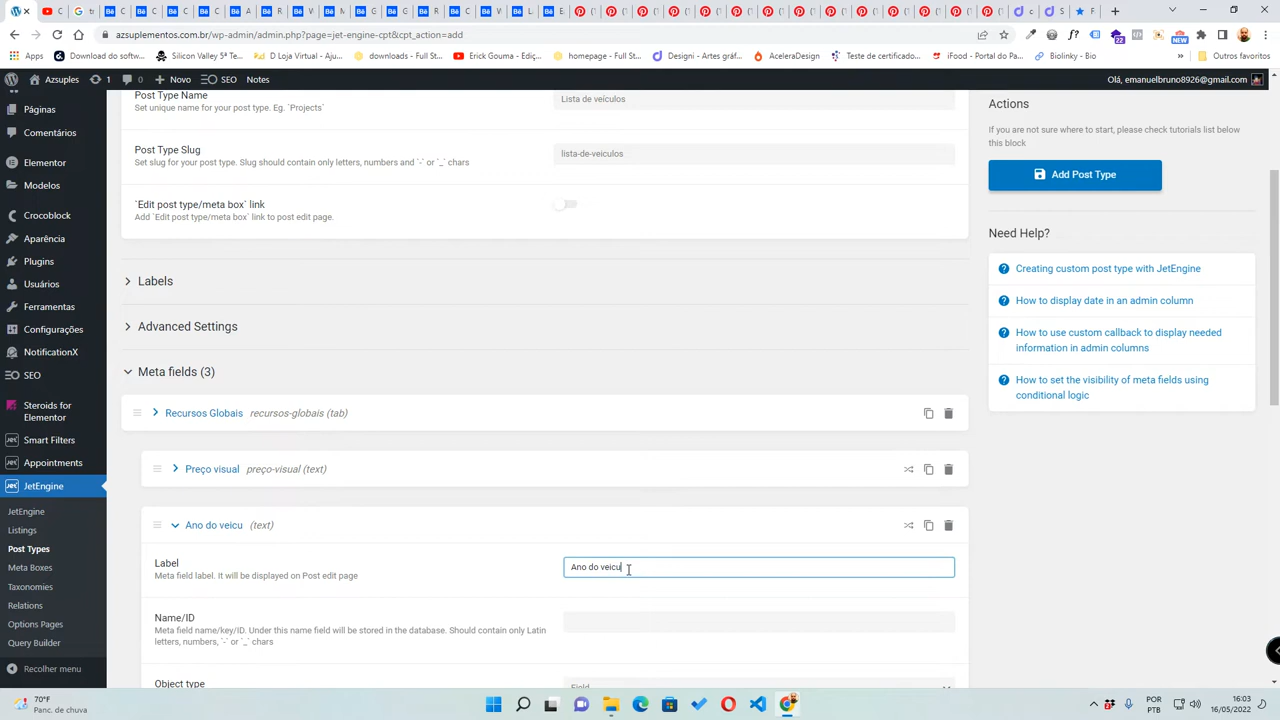 azsuplementos.com.br/wp-admin/admin.php?page=jet-engine-cpt&cpt_action=add
Apps
Download do softw...
Silicon Valley 5ª Te...
D Loja Virtual - Aju...
Full St...
Erick Gouma - Ediç...
homepage - Full St...
Designi - Artes gráf...
AceleraDesign
Teste de certificado...
iFood - Portal do Pa...
Biolinky - Bio
Outros favoritos
22
NEW
Azsuples
1
0
Novo
SEO
Notes
Olá, emanuelbruno8926@gmail.com
Páginas
Comentários
Elementor
Modelos
Crocoblock
Aparência
Plugins
Usuários
Ferramentas
Configurações
NotificationX
SEO
Steroids for
Elementor
Smart Filters
Appointments
JetEngine
JetEngine
Listings
Post Types
Meta Boxes
Taxonomies
Relations
Options Pages
Query Builder
Recolher menu
Post Type Name
Set unique name for your post type. Eg. `Projects`
Lista de veículos
Post Type Slug
Set slug for your post type. Slug should contain only letters, numbers and `-` or `_` chars
lista-de-veiculos
`Edit post type/meta box` link
Add `Edit post type/meta box` link to post edit page.
Labels
Advanced Settings
Meta fields (3)
Recursos Globais recursos-globais (tab)
Preço visual preço-visual (text)
Ano do veicu (text)
Label
Meta field label. It will be displayed on Post edit page
Ano do veicu
Name/ID
Meta field name/key/ID. Under this name field will be stored in the database. Should contain only Latin
letters, numbers, `-` or `_` chars
Object type
Field
Actions
If you are not sure where to start, please check tutorials list below
this block
Add Post Type
Need Help?
Creating custom post type with JetEngine
How to display date in an admin column
How to use custom callback to display needed
information in admin columns
How to set the visibility of meta fields using
conditional logic
70°F
Panc. de chuva
POR
PTB
16:03
16/05/2022